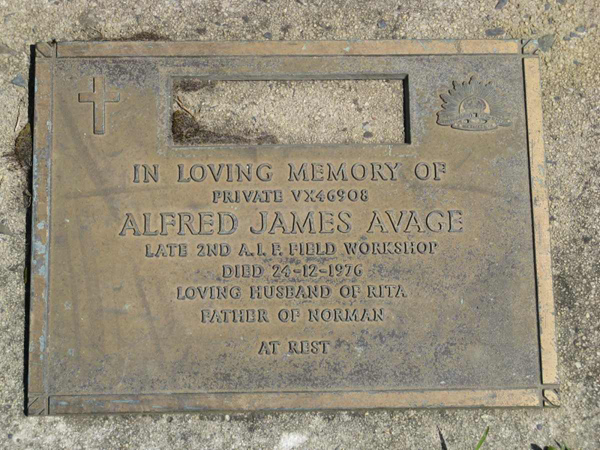 IN LOVING MEMORY OF
PRIVATE VX46908
ALFRED JAMES AVAGE
LATE 2ND A.I.F. FIELD WORKSHOP
DIED 24-12-1976
LOVING HUSBAND OF RITA
FATHER OF NORMAN
AT REST